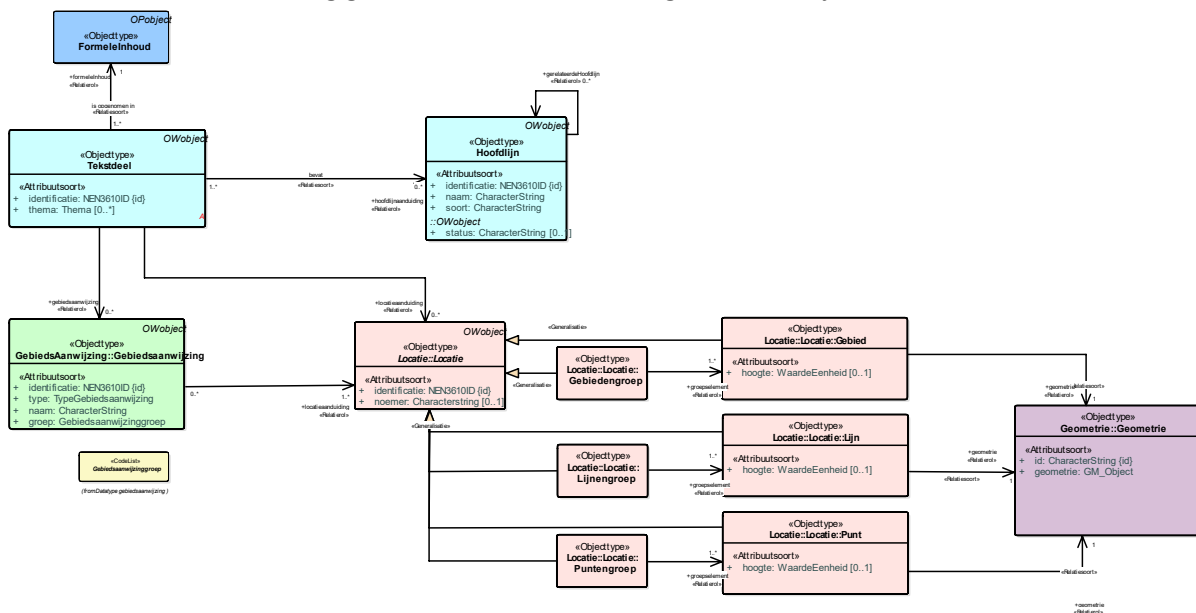 OPobject
«Objecttype»
FormeleInhoud
+formeleInhoud
«Relatierol»
1
is opgenomen in
«Relatiesoort»
1..*
OWobject
«Objecttype»
Tekstdeel
«Attribuutsoort»
+ identificatie: NEN3610ID {id}
+ thema: Thema [0..*]
A
bevat
«Relatiesoort»
1..*
0..*
+hoofdlijnaanduiding
«Relatierol»
+gerelateerdeHoofdlijn
«Relatierol» 0..*
OWobject
«Objecttype»
Hoofdlijn
«Attribuutsoort»
+ identificatie: NEN3610ID {id}
+ naam: CharacterString
+ soort: CharacterString
::OWobject
+ status: CharacterString [0..1]
+gebiedsaanwijzing
«Relatierol»
0..*
+locatieaanduiding
«Relatierol»
0..*
OWobject
«Objecttype»
GebiedsAanwijzing::Gebiedsaanwijzing
«Attribuutsoort»
+ identificatie: NEN3610ID {id}
+ type: TypeGebiedsaanwijzing
+ naam: CharacterString
+ groep: Gebiedsaanwijzinggroep
0..*
1..*
+locatieaanduiding
«Relatierol»
OWobject
«Objecttype»
Locatie::Locatie
«Attribuutsoort»
+ identificatie: NEN3610ID {id}
+ noemer: Characterstring [0..1]
«Generalisatie»
«Generalisatie»
«Generalisatie»
«Objecttype»
Locatie::Locatie::
Gebiedengroep
1..*
+groepselement
«Relatierol»
«Objecttype»
Locatie::Locatie::Gebied
«Attribuutsoort»
+ hoogte: WaardeEenheid [0..1]
+geometrie
«Relatierol»
«Relatiesoort»
1
«Objecttype»
Geometrie::Geometrie
«Attribuutsoort»
+ id: CharacterString {id}
+ geometrie: GM_Object
«CodeList»
Gebiedsaanwijzinggroep
(fromDatatype gebiedsaanwijzing )
«Objecttype»
Locatie::Locatie::
Lijnengroep
1..*
+groepselement
«Relatierol»
«Objecttype»
Locatie::Locatie::Lijn
«Attribuutsoort»
+ hoogte: WaardeEenheid [0..1]
+geometrie
«Relatierol»
«Relatiesoort»
1
«Objecttype»
Locatie::Locatie::
Puntengroep
1..*
+groepselement
«Relatierol»
«Objecttype»
Locatie::Locatie::Punt
«Attribuutsoort»
+ hoogte: WaardeEenheid [0..1]
1
«Relatiesoort»
+geometrie
«Relatierol»